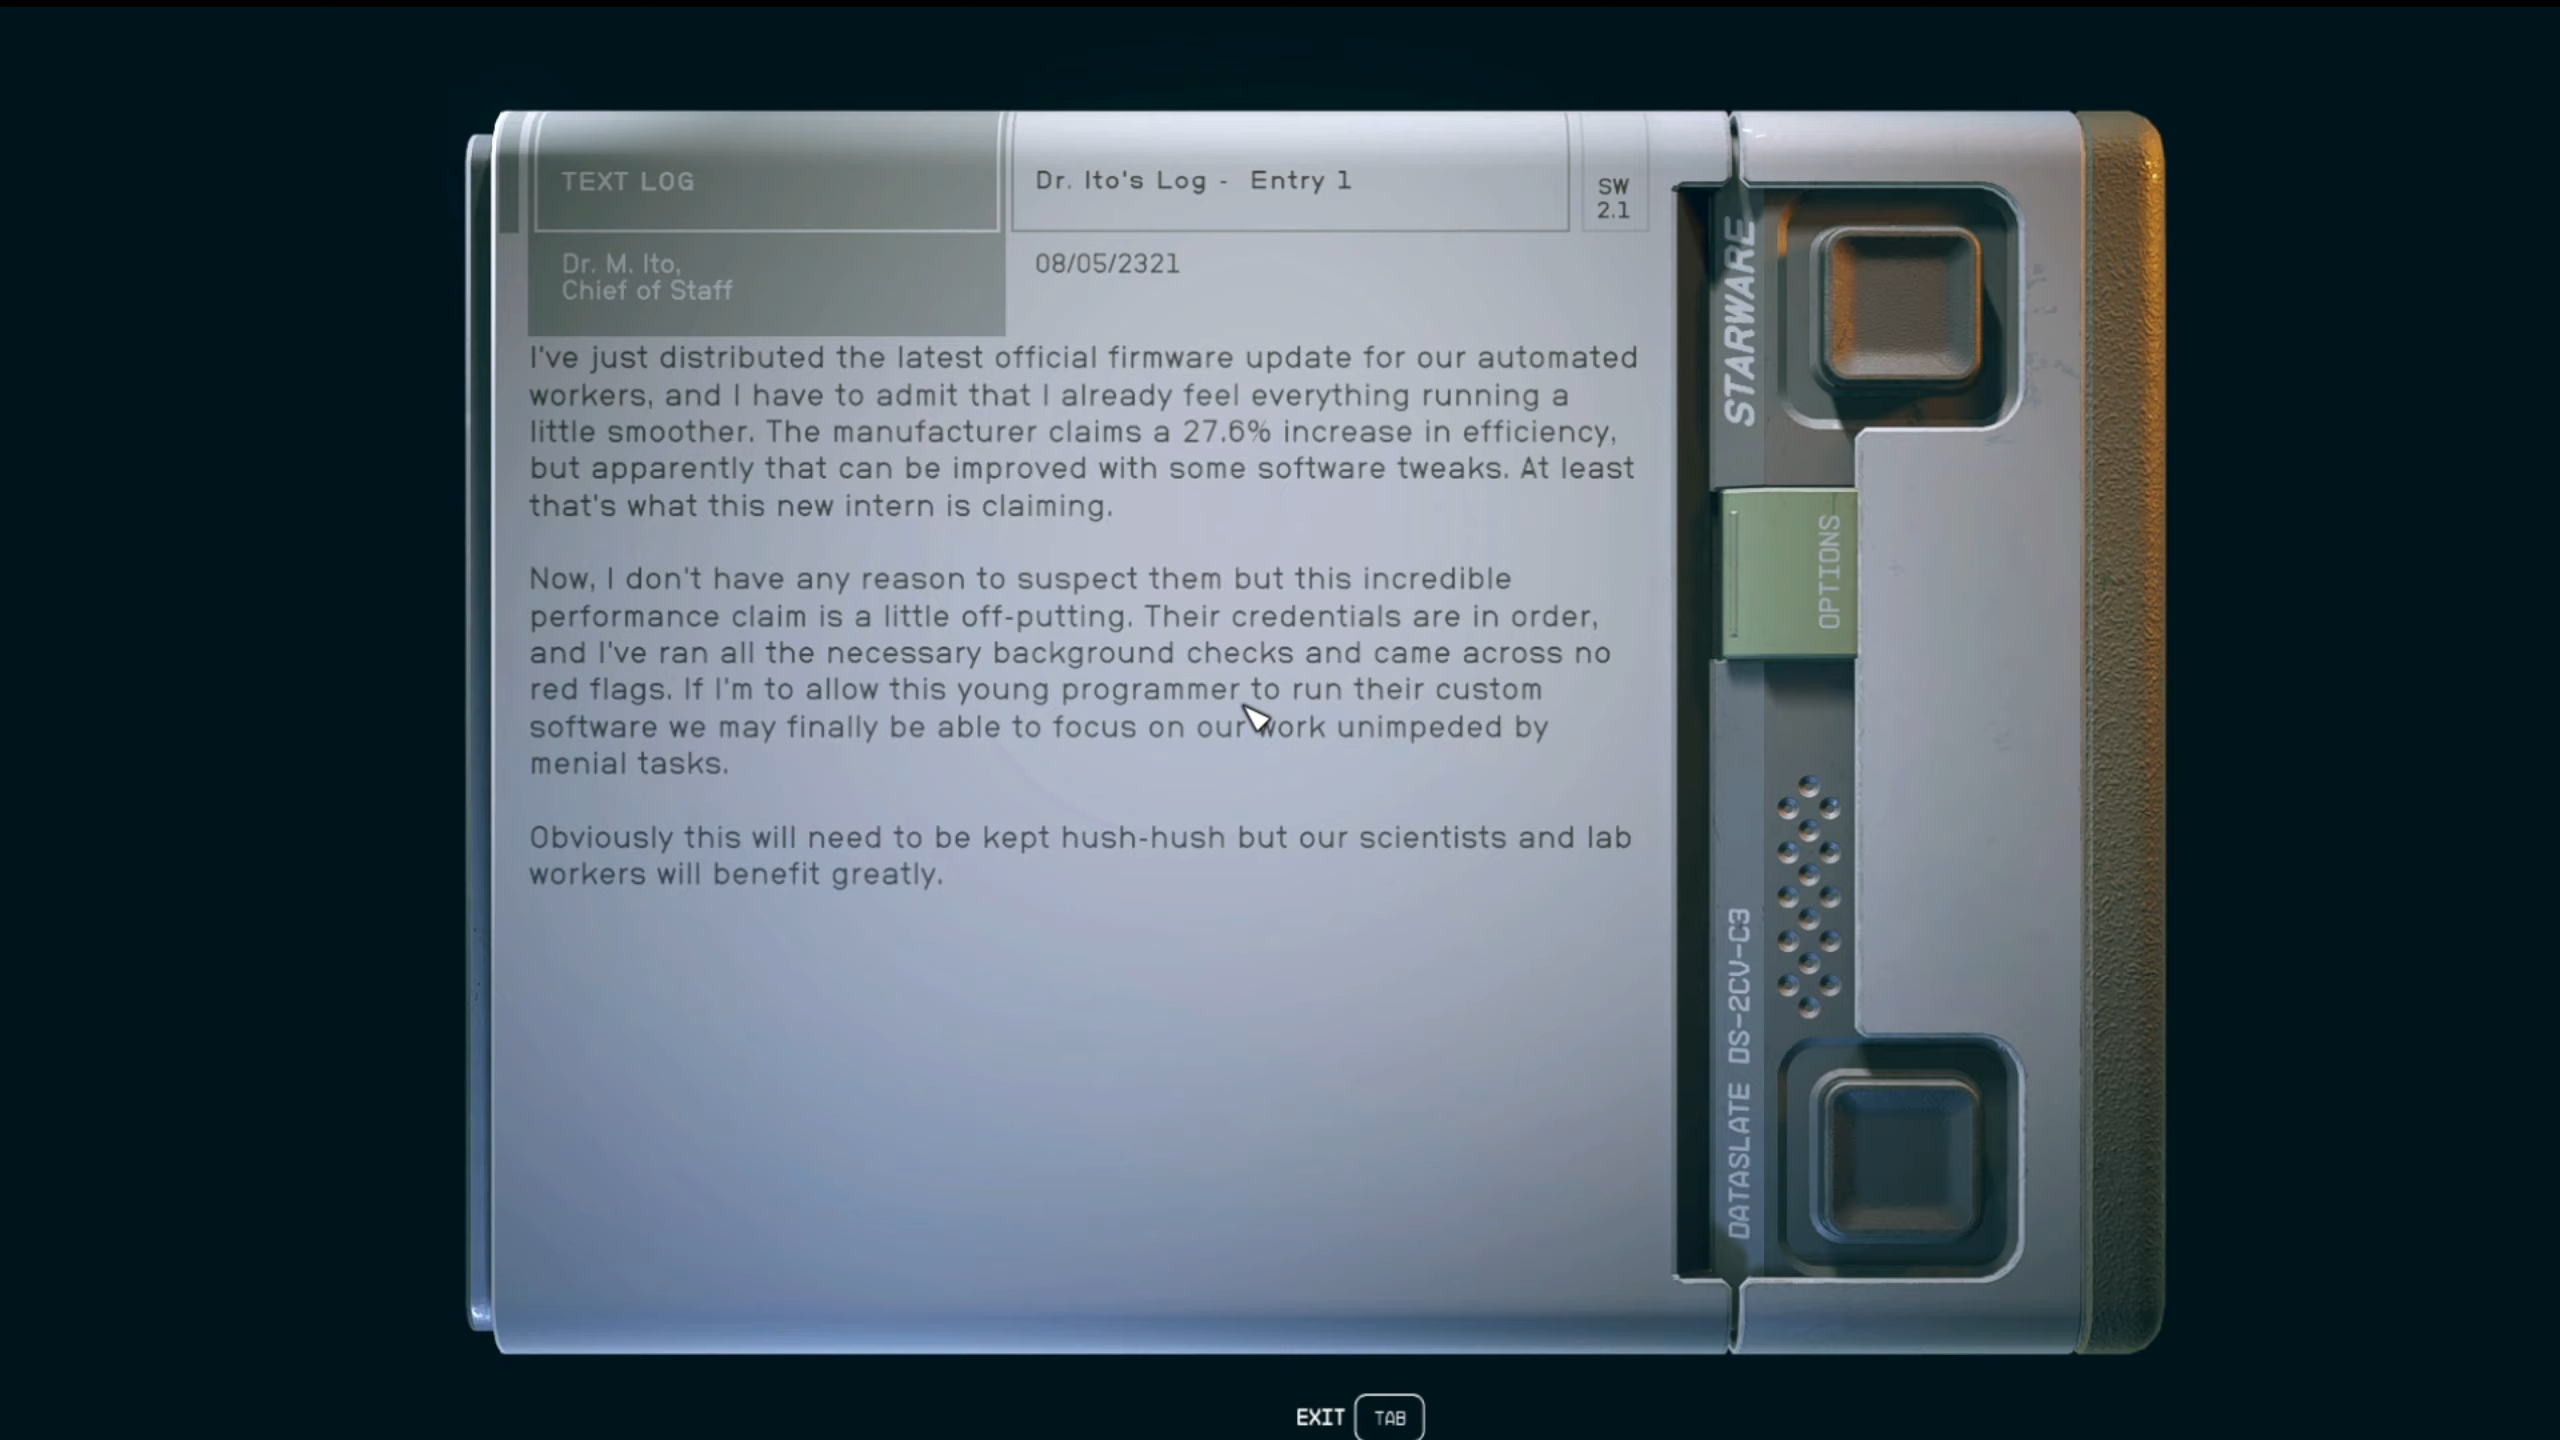 TEXT LOG
Dr. Ito's Log - Entry 1
SW
2.1
Dr. M. Ito,
Chief of Staff
08/05/2321
I've just distributed the latest official firmware update for our automated
workers, and I have to admit that I already feel everything running a
little smoother. The manufacturer claims a 27.6% increase in efficiency,
but apparently that can be improved with some software tweaks. At least
that's what this new intern is claiming.
Now, I don't have any reason to suspect them but this incredible
performance claim is a little off-putting. Their credentials are in order,
and I've ran all the necessary background checks and came across no
red flags. If I'm to allow this young programmer to run their custom
software we may finally be able to focus on our work unimpeded by
menial tasks.
Obviously this will need to be kept hush-hush but our scientists and lab
workers will benefit greatly.
STARWARE
OPTIONS
DATASLATE DS-2CV-C3
EXIT TAB